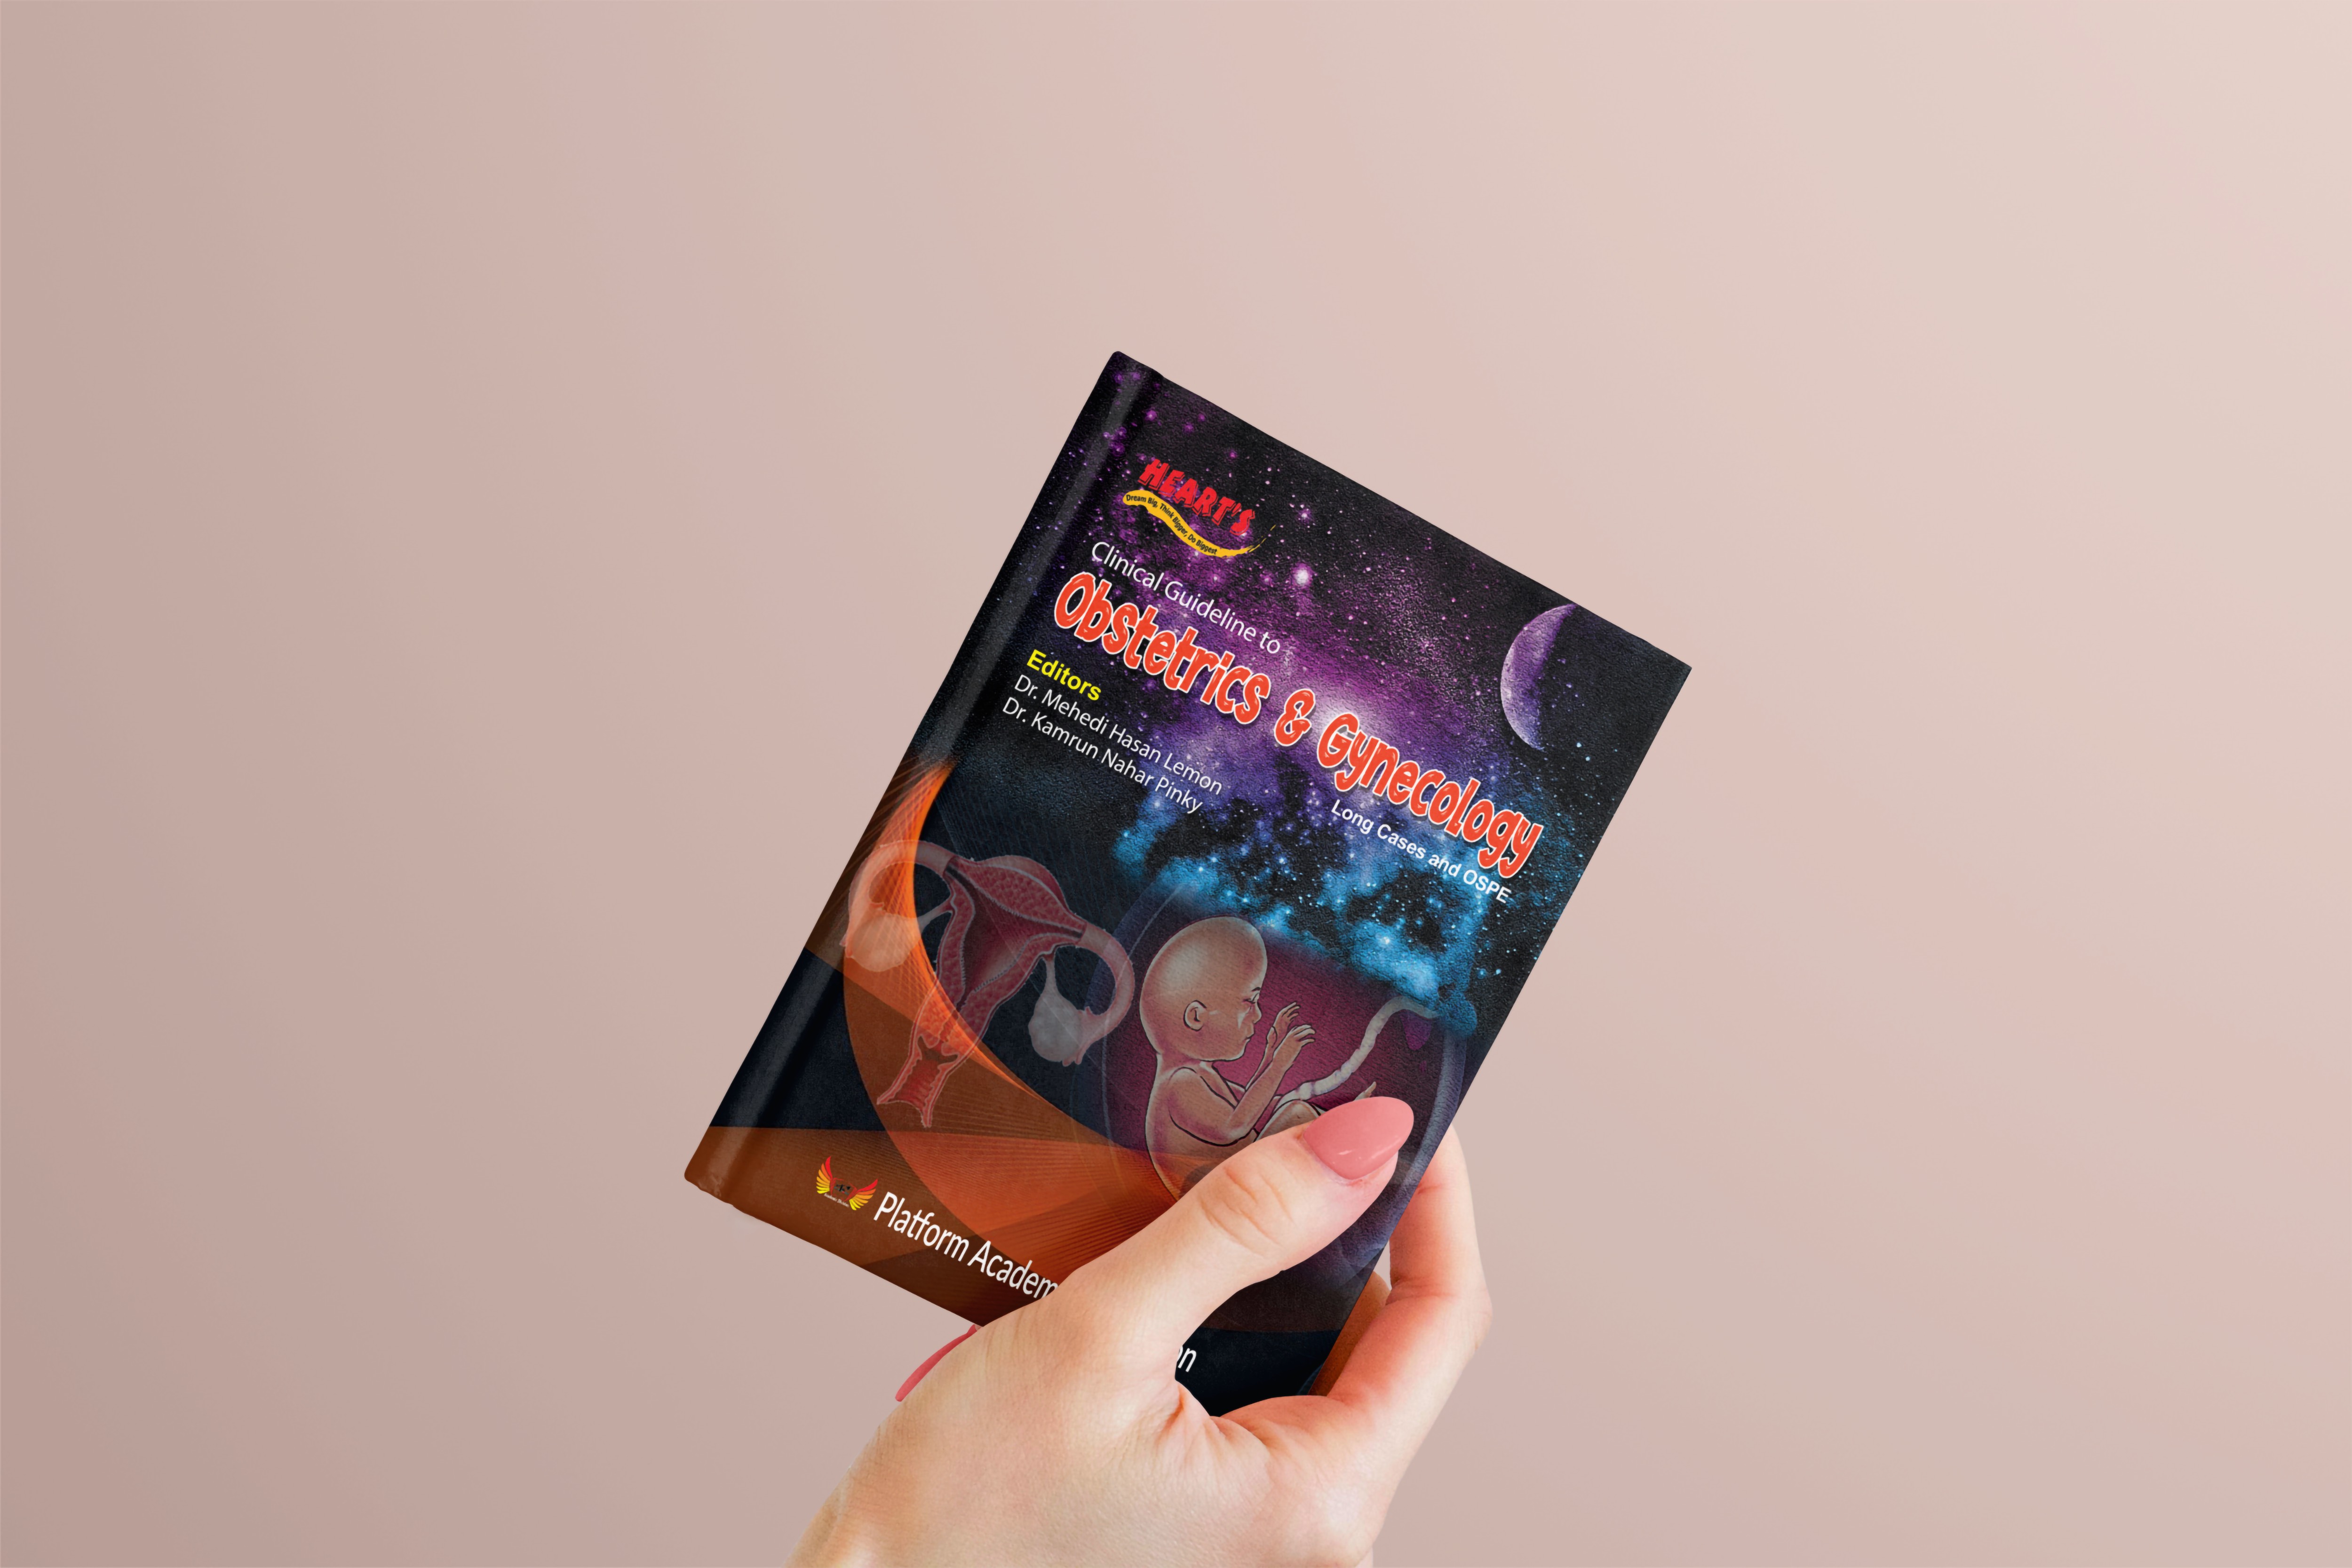 HEART'S
Dream Big, Think Bigger, Do Biggest
Clinical Guideline to
Obstetrics & Gynecology
Long Cases and OSPE
Editors
Dr. Mehedi Hasan Lemon
Dr. Kamrun Nahar Pinky
Platform Academ
on